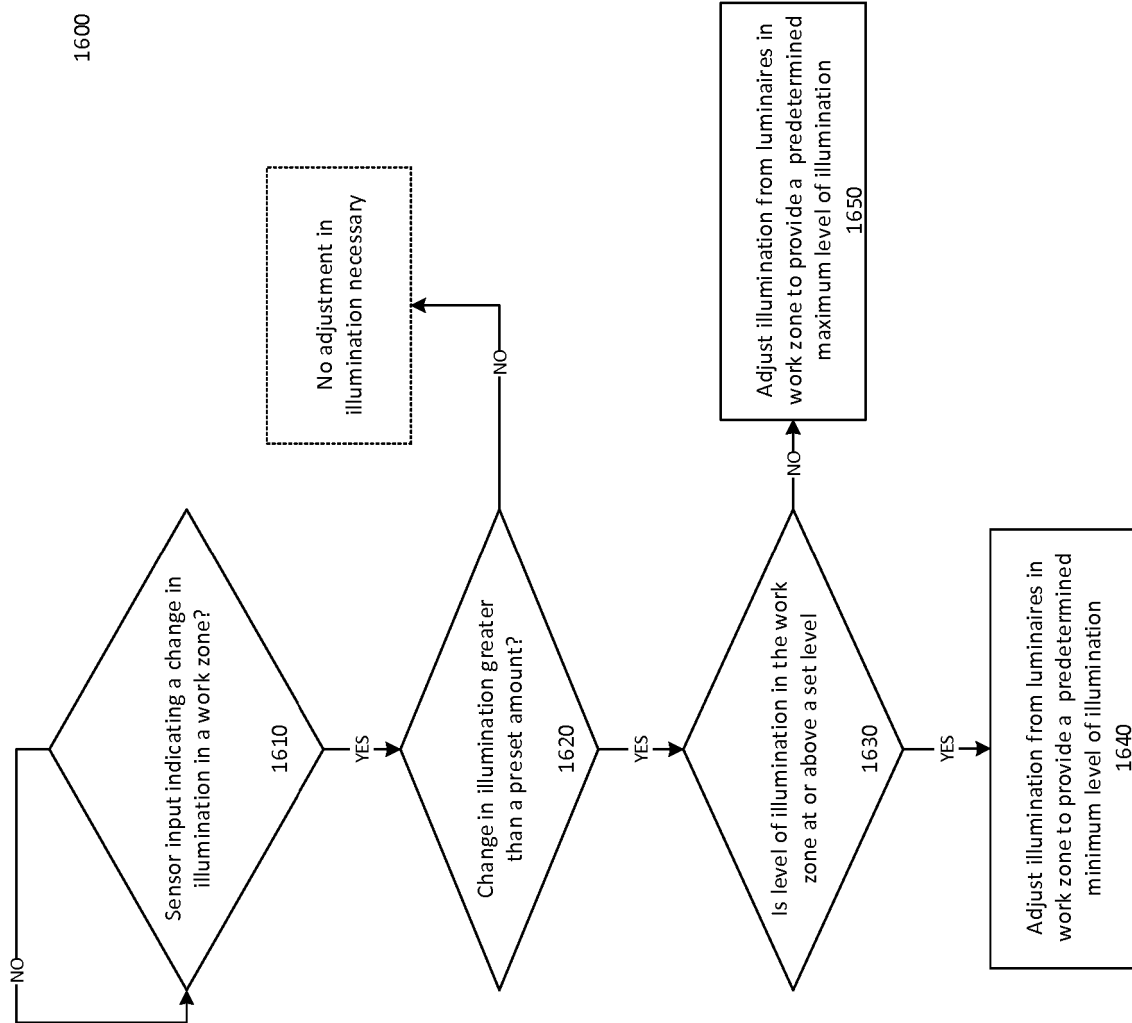 1600
NO
Sensor input indicating a change in
illumination in a work zone?
1610
YES
Change in illumination greater
than a preset amount?
1620
NO
No adjustment in
illumination necessary
YES
Is level of illumination in the work
zone at or above a set level
1630
NO
Adjust illumination from luminaires in
work zone to provide a predetermined
maximum level of illumination
1650
YES
Adjust illumination from luminaires in
work zone to provide a predetermined
minimum level of illumination
1640